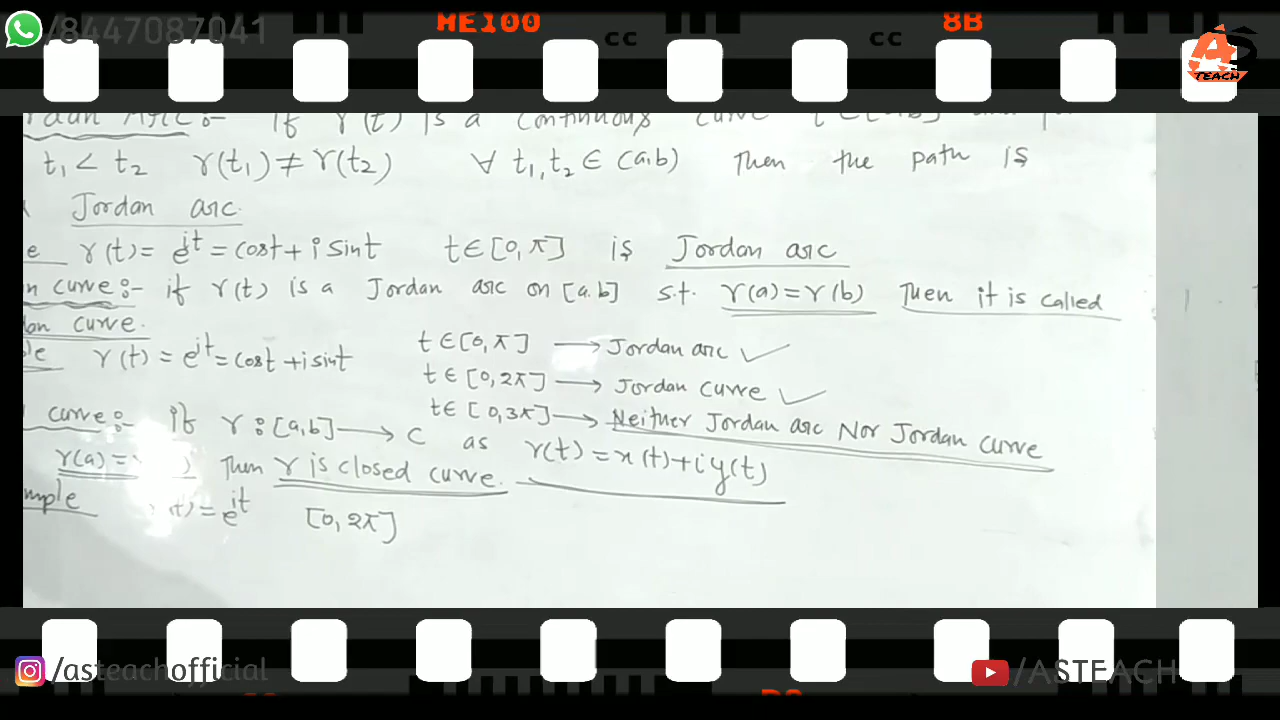 /8447087041
ME100
8B
cc
cc
AS
TEACH
If γ(t) is a continuous curve
t₁ < t₂ γ(t₁) ≠ γ(t₂) ∀ t₁, t₂ ∈ (a,b) Then the path is
Jordan arc.
γ(t) = e^{it} = cost + i sint t ∈ [0, π] is Jordan arc
n curve:- if γ(t) is a Jordan arc on [a,b] s.t. γ(a) = γ(b) Then it is called
curve.
γ(t) = e^{it} = cost + i sint t ∈ [0, π] → Jordan arc ✓
t ∈ [0, 2π] → Jordan curve ✓
t ∈ [0, 3π] → Neither Jordan arc Nor Jordan curve
curve:- if γ : [a,b] → C as γ(t) = x(t) + i y(t)
γ(a) = Then γ is closed curve.
mple (t) = e^{it} [0, 2π]
/asteachofficial
/ASTEACH